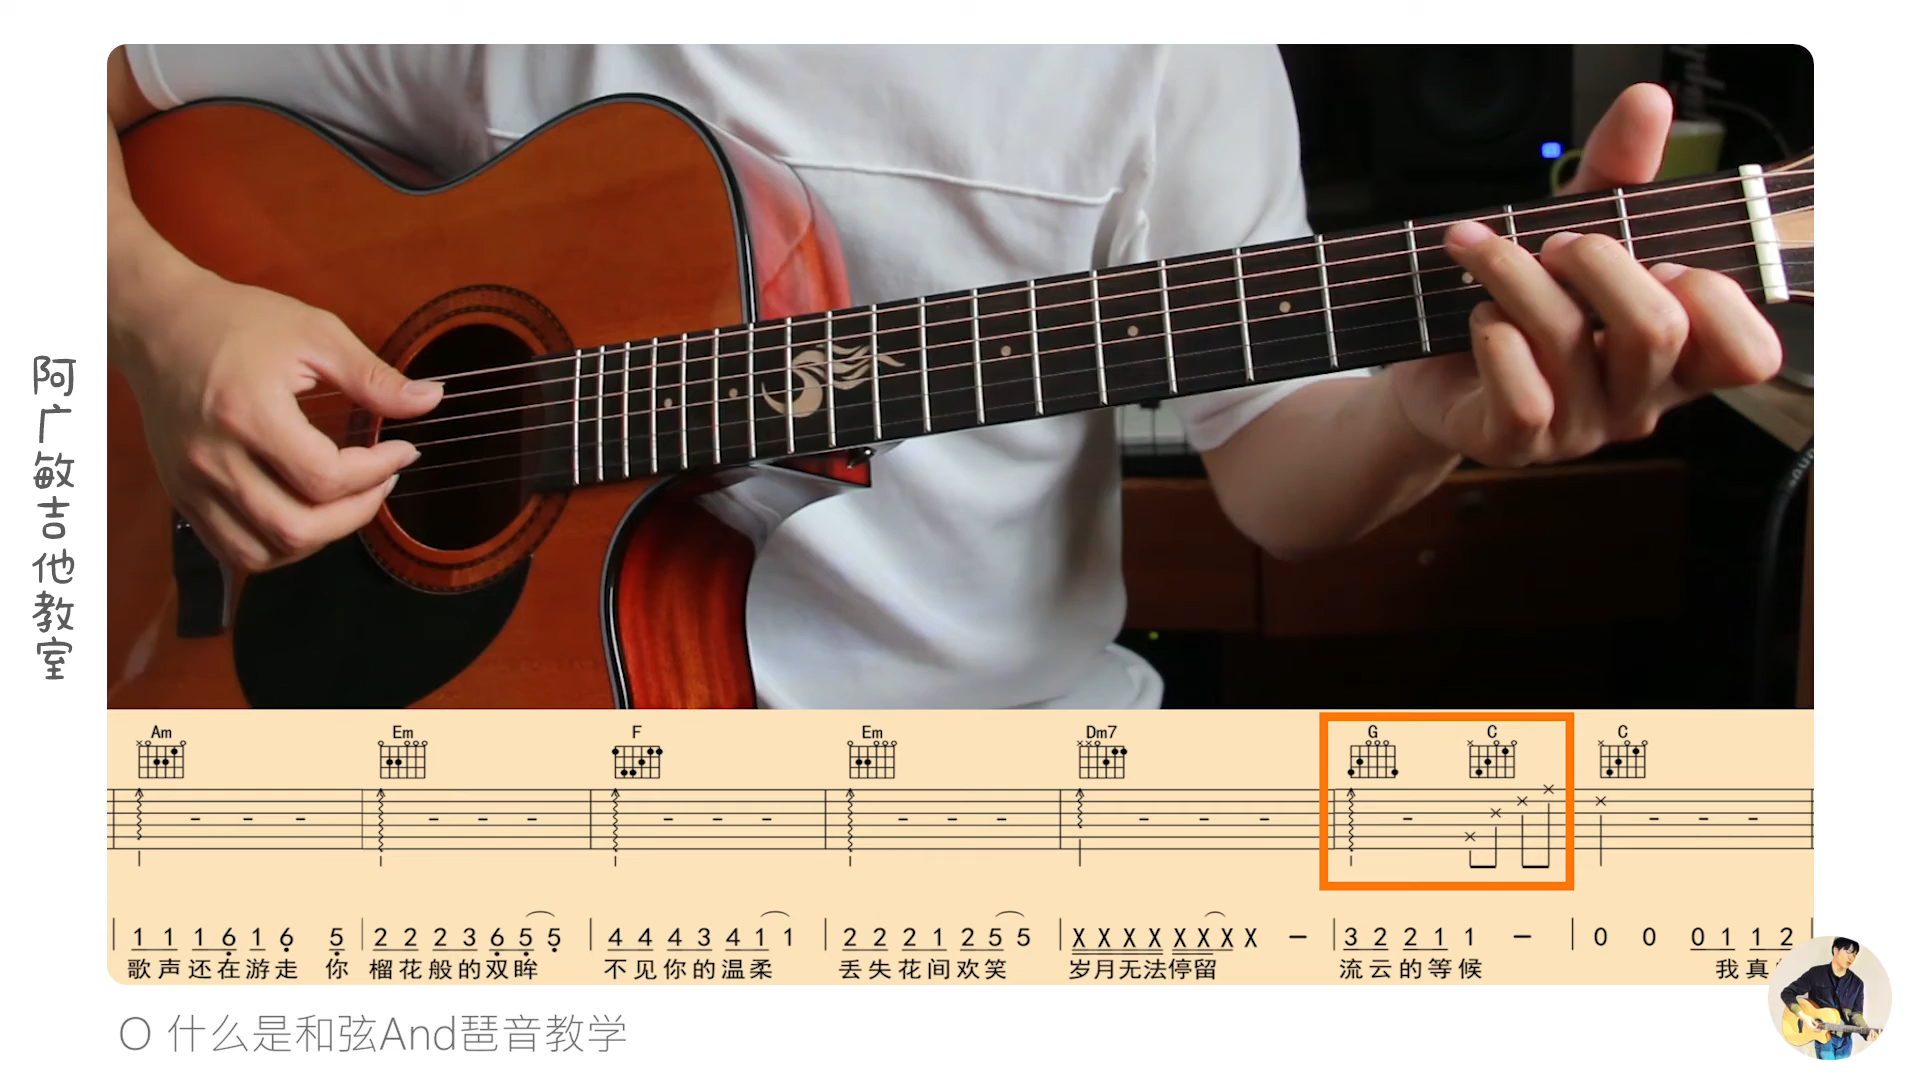 阿广敏吉他教室
Am Em F Em Dm7 G C C
1 1 1 6 1 6 5 2 2 2 3 6 5 5 4 4 4 3 4 1 1 2 2 2 1 2 5 5 X X X X X X X X – 3 2 2 1 1 – 0 0 0 1 1 2
歌声还在游走 你 榴花般的双眸 不见你的温柔 丢失花间欢笑 岁月无法停留 流云的等候 我真
O 什么是和弦And琶音教学